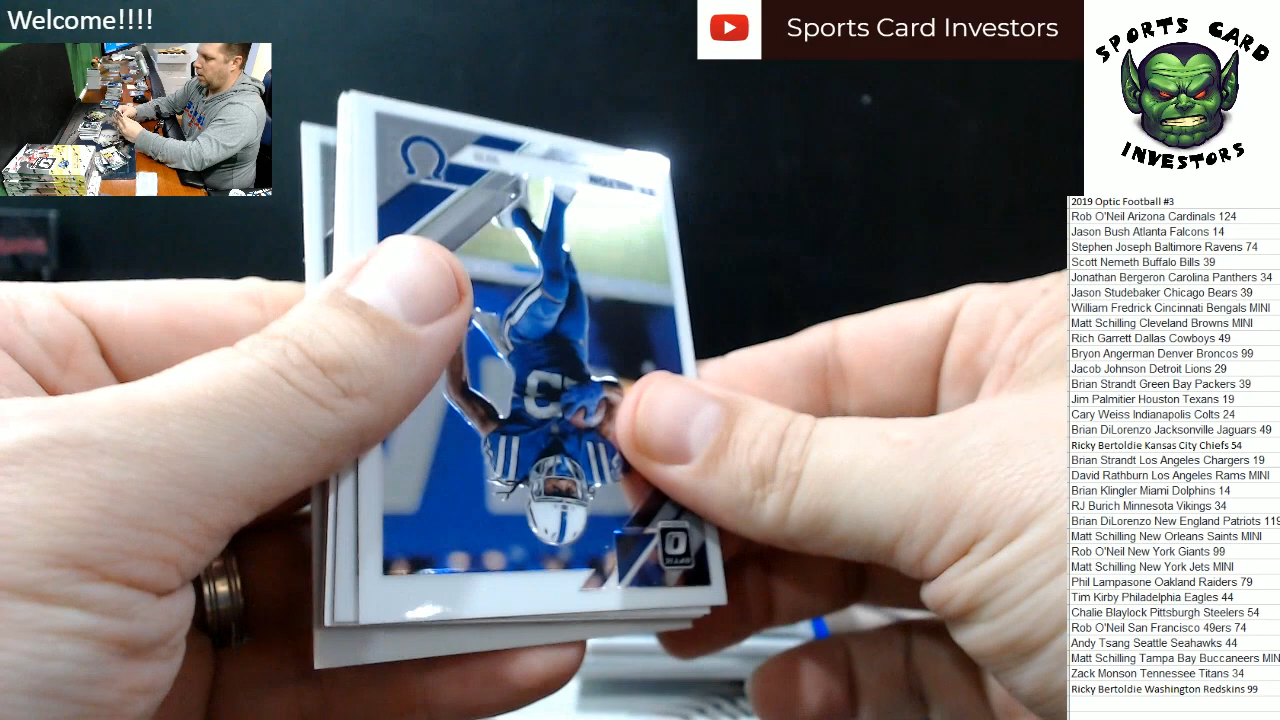 Welcome!!!!
Sports Card Investors
SPORTS CARD
INVESTORS
2019 Optic Football #3
Rob O'Neil Arizona Cardinals 124
Jason Bush Atlanta Falcons 14
Stephen Joseph Baltimore Ravens 74
Scott Nemeth Buffalo Bills 39
Jonathan Bergeron Carolina Panthers 34
Jason Studebaker Chicago Bears 39
William Fredrick Cincinnati Bengals MINI
Matt Schilling Cleveland Browns MINI
Rich Garrett Dallas Cowboys 49
Bryon Angerman Denver Broncos 99
Jacob Johnson Detroit Lions 29
Brian Strandt Green Bay Packers 39
Jim Palmitier Houston Texans 19
Cary Weiss Indianapolis Colts 24
Brian DiLorenzo Jacksonville Jaguars 49
Ricky Bertoldie Kansas City Chiefs 54
Brian Strandt Los Angeles Chargers 19
David Rathburn Los Angeles Rams MINI
Brian Klingler Miami Dolphins 14
RJ Burich Minnesota Vikings 34
Brian DiLorenzo New England Patriots 119
Matt Schilling New Orleans Saints MINI
Rob O'Neil New York Giants 99
Matt Schilling New York Jets MINI
Phil Lampasone Oakland Raiders 79
Tim Kirby Philadelphia Eagles 44
Chalie Blaylock Pittsburgh Steelers 54
Rob O'Neil San Francisco 49ers 74
Andy Tsang Seattle Seahawks 44
Matt Schilling Tampa Bay Buccaneers MIN
Zack Monson Tennessee Titans 34
Ricky Bertoldie Washington Redskins 99